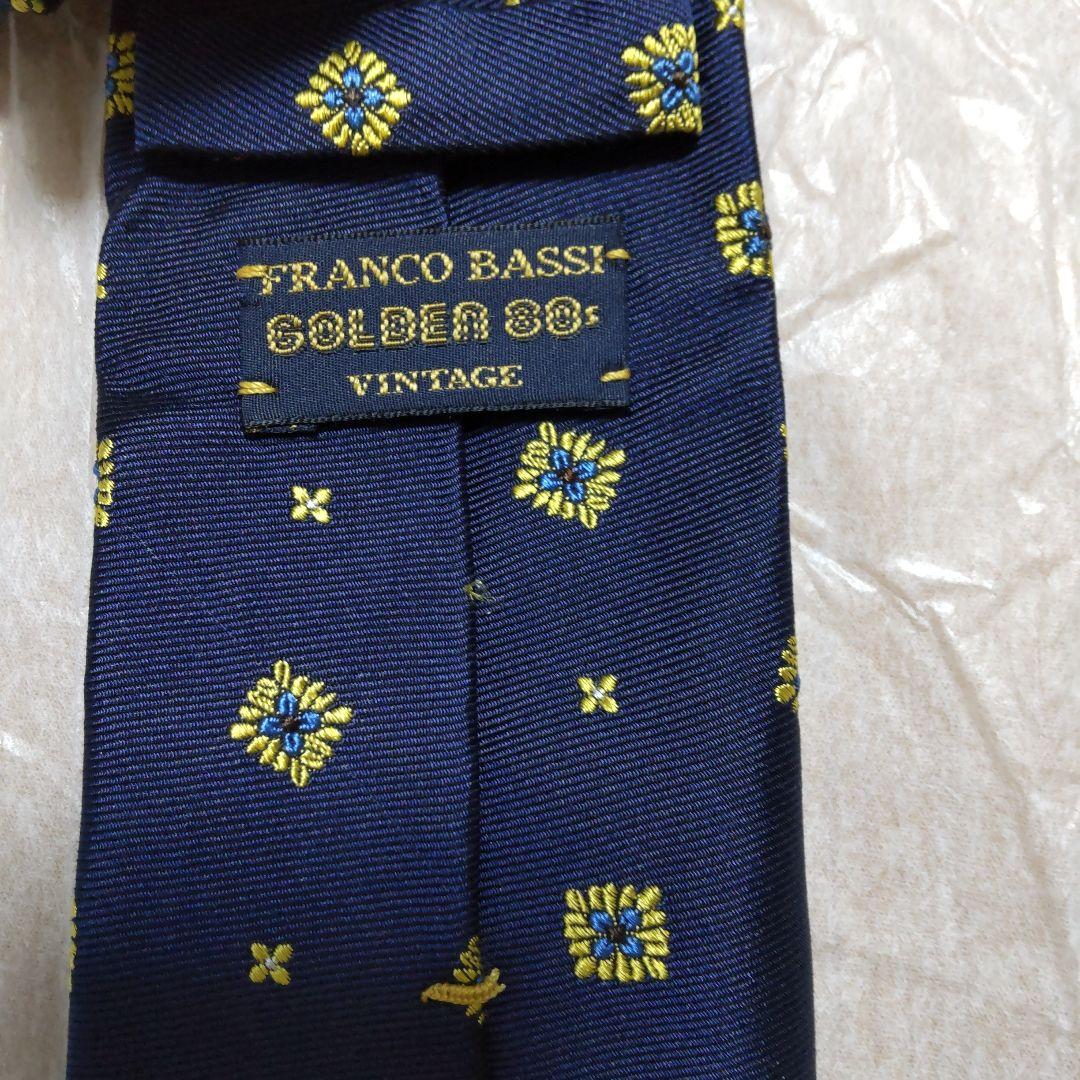 FRANCO BASSI
GOLDEN 80s
VINTAGE